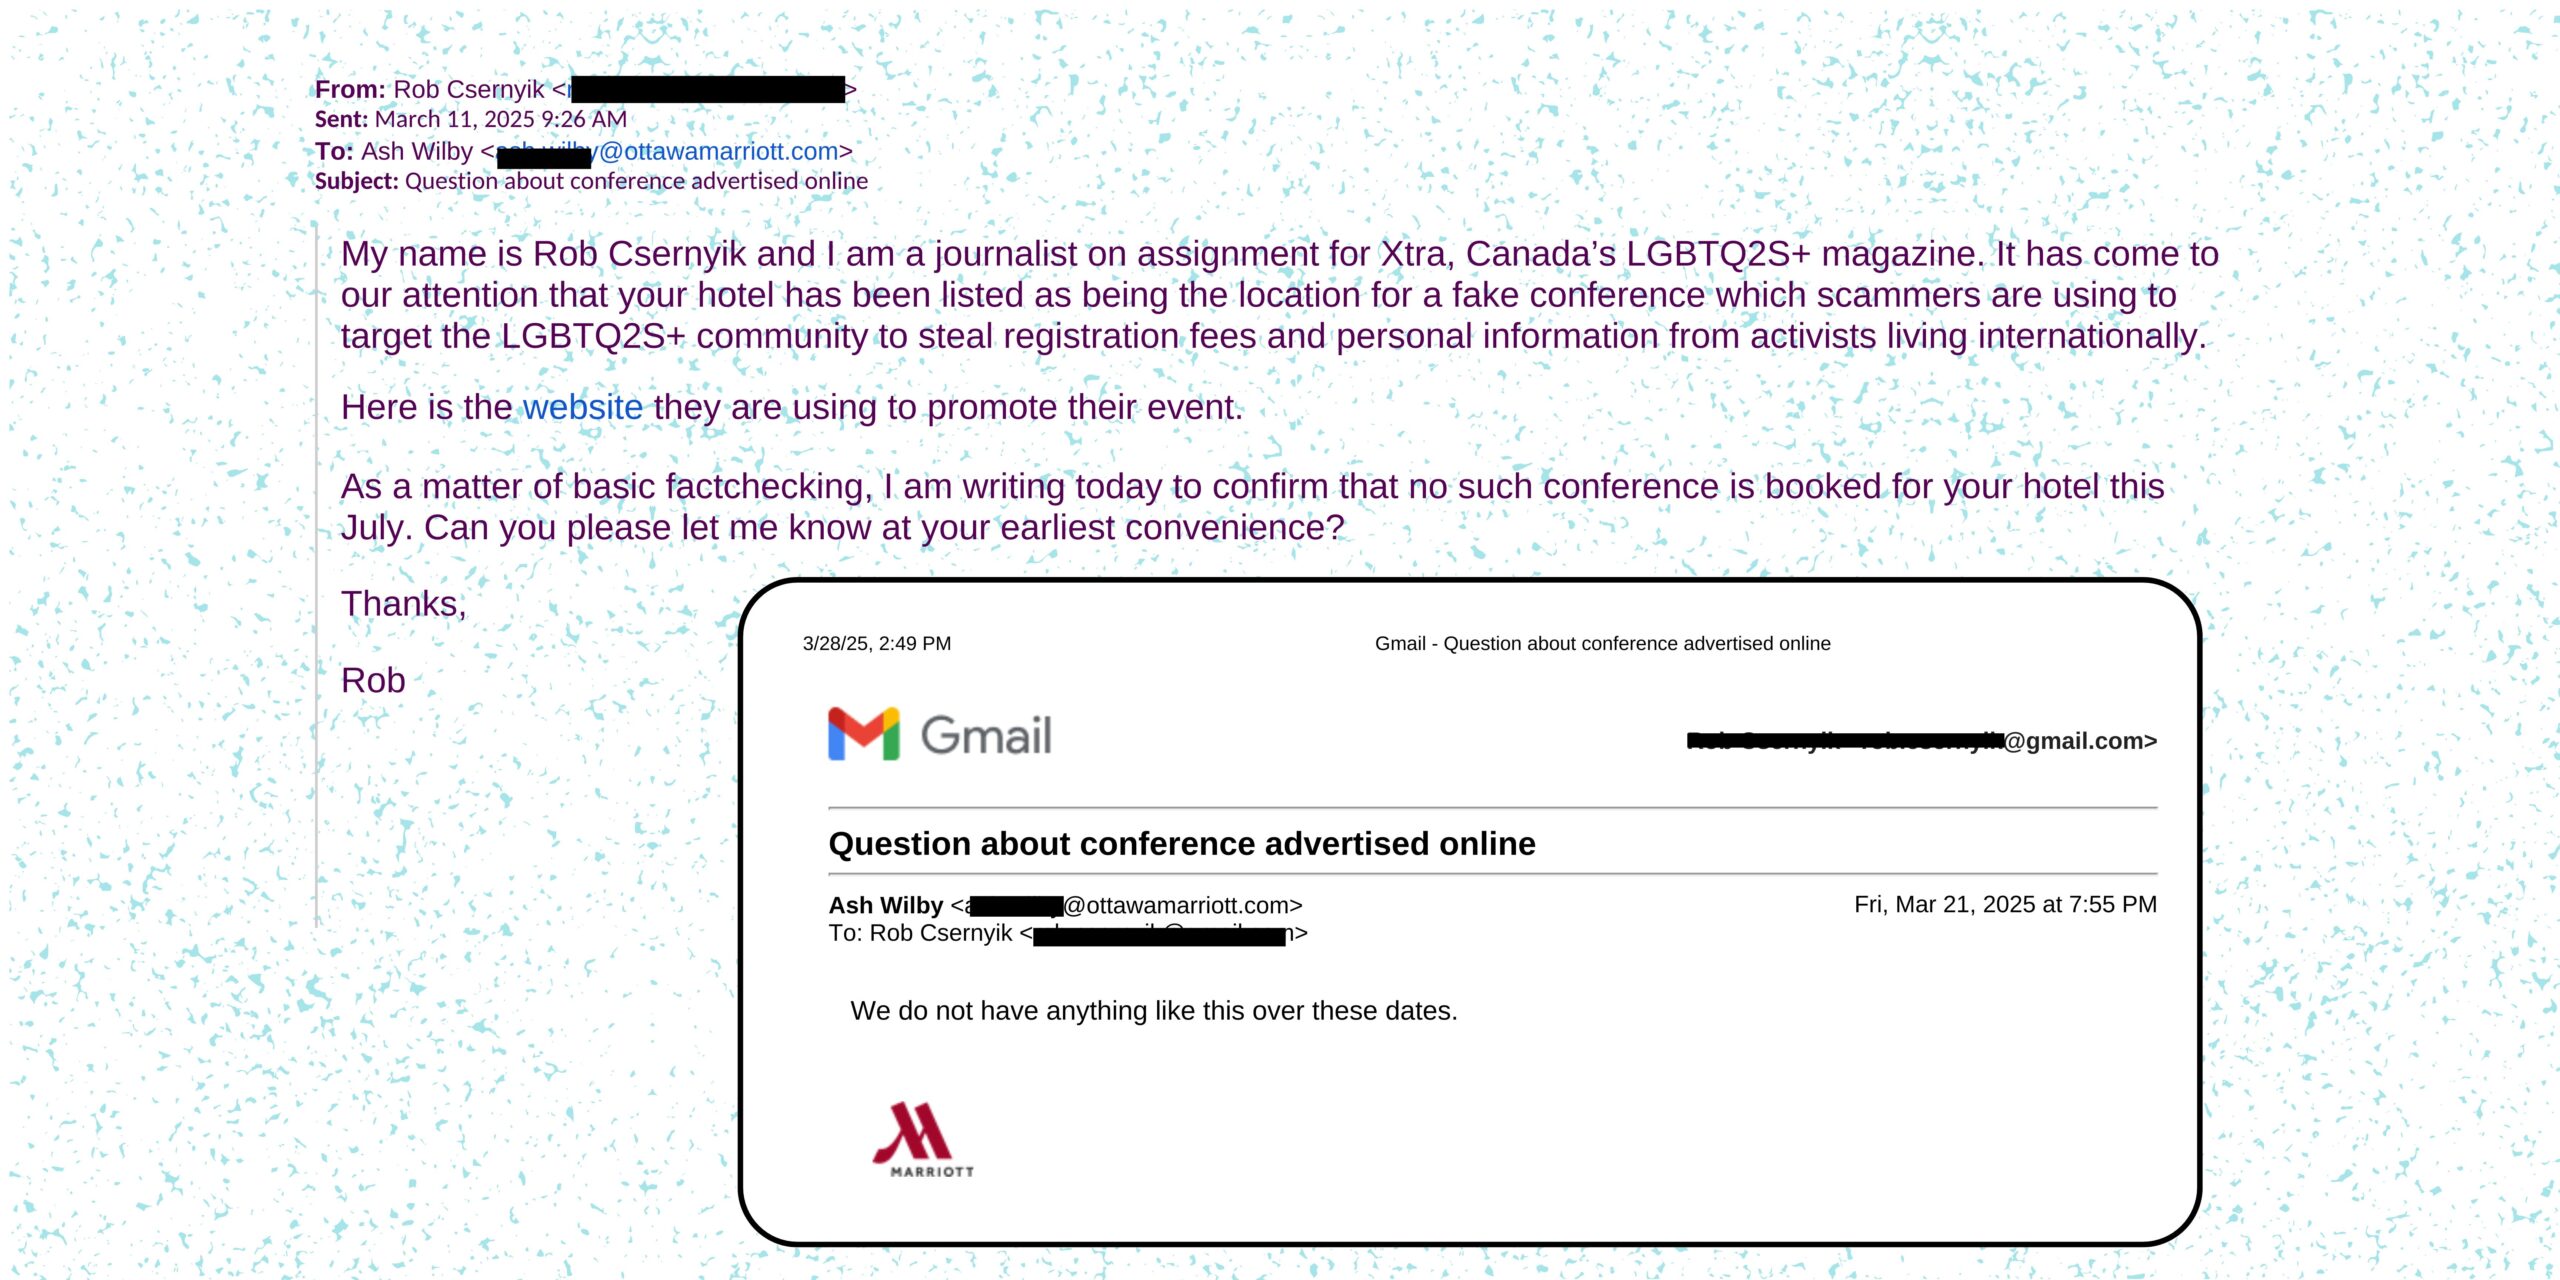 From: Rob Csernyik < >
Sent: March 11, 2025 9:26 AM
To: Ash Wilby < @ottawamarriott.com>
Subject: Question about conference advertised online
My name is Rob Csernyik and I am a journalist on assignment for Xtra, Canada’s LGBTQ2S+ magazine. It has come to
our attention that your hotel has been listed as being the location for a fake conference which scammers are using to
target the LGBTQ2S+ community to steal registration fees and personal information from activists living internationally.
Here is the website they are using to promote their event.
As a matter of basic factchecking, I am writing today to confirm that no such conference is booked for your hotel this
July. Can you please let me know at your earliest convenience?
Thanks,
Rob
3/28/25, 2:49 PM Gmail - Question about conference advertised online
Gmail
@gmail.com>
Question about conference advertised online
Ash Wilby < @ottawamarriott.com> Fri, Mar 21, 2025 at 7:55 PM
To: Rob Csernyik < >
We do not have anything like this over these dates.
MARRIOTT